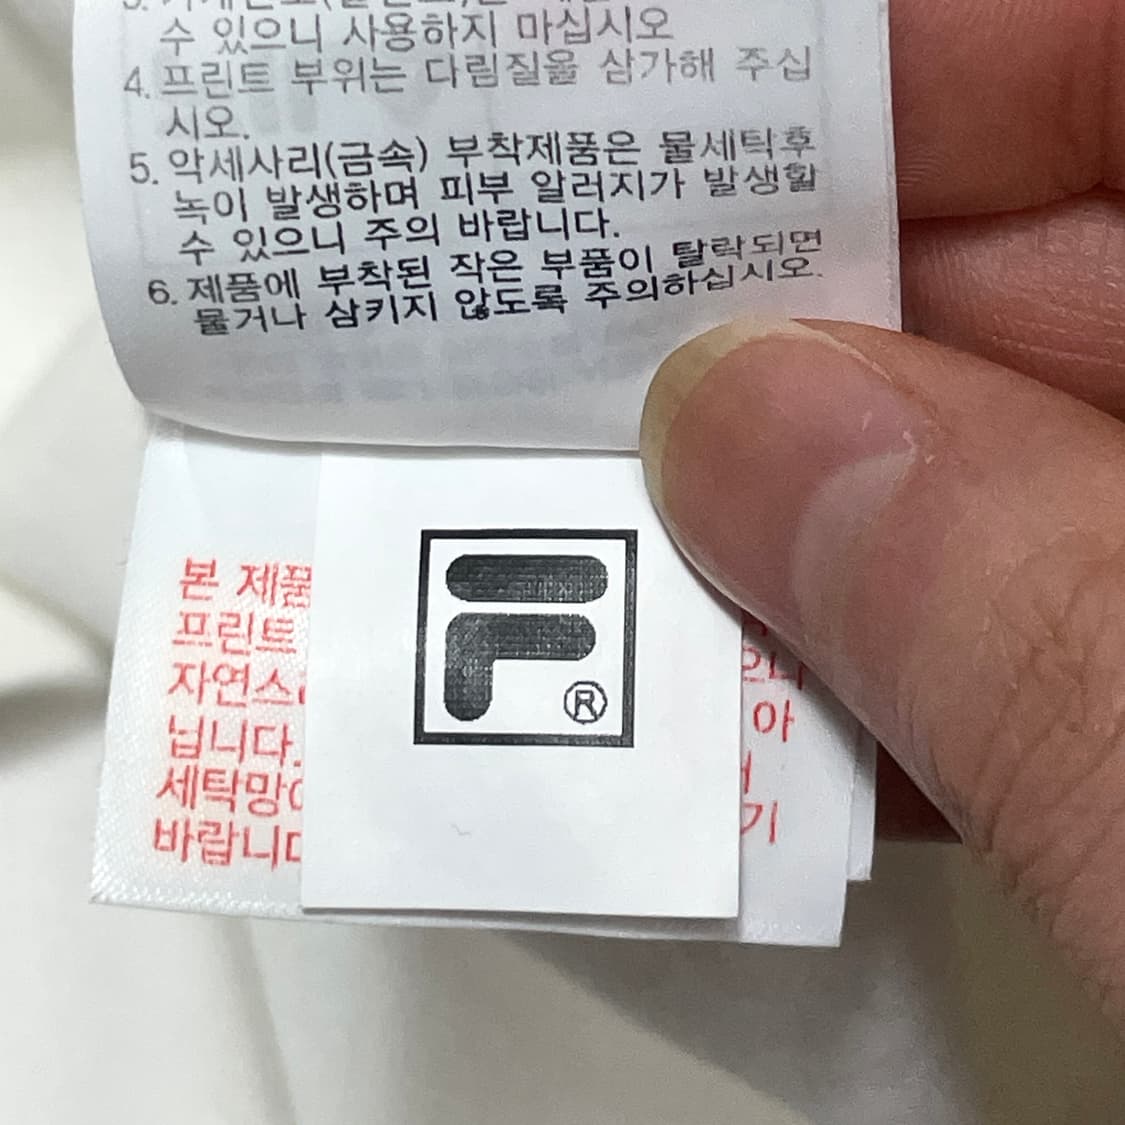 수 있으니 사용하지 마십시오
4. 프린트 부위는 다림질을 삼가해 주십
시오.
5. 악세사리(금속) 부착제품은 물세탁후
녹이 발생하며 피부 알러지가 발생할
수 있으니 주의 바랍니다.
6. 제품에 부착된 작은 부품이 탈락되면
물거나 삼키지 않도록 주의하십시오.
F
®
본 제품
프린트
자연스
닙니다.
세탁망
바랍니다
으니
아
기